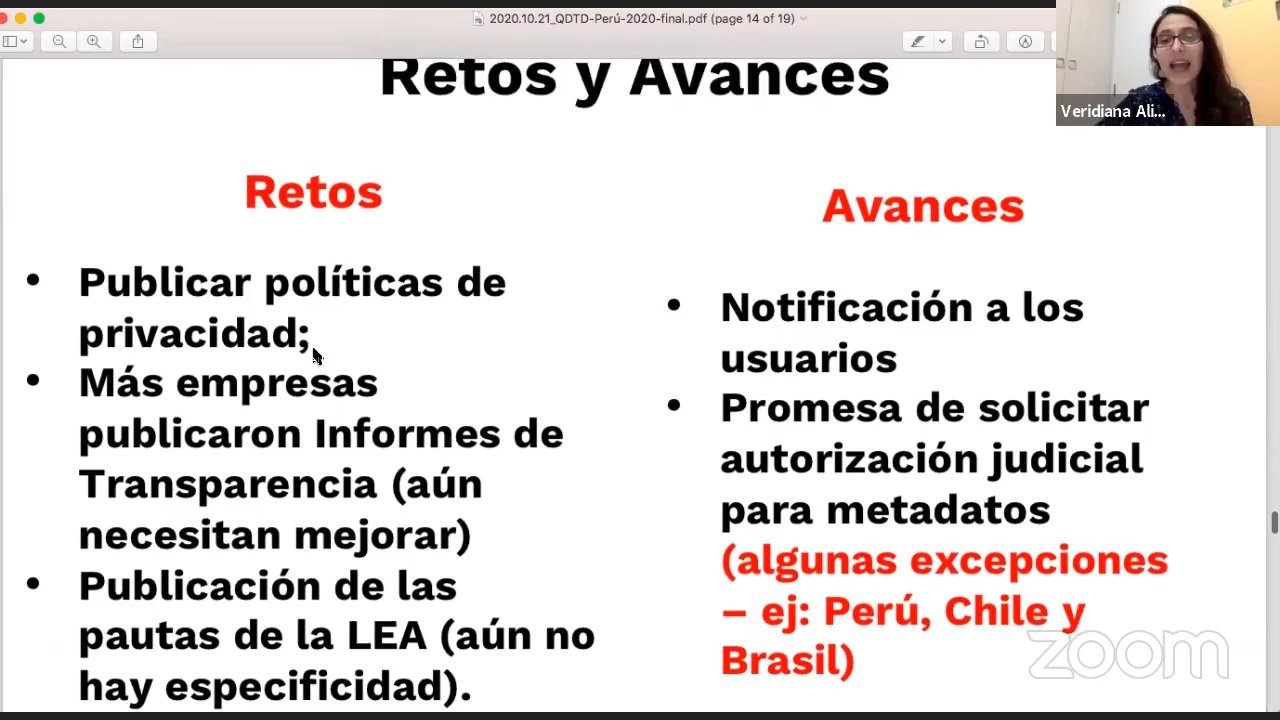 2020.10.21_QDTD-Perú-2020-final.pdf (page 14 of 19)
Veridiana Ali...
Retos y Avances
Retos
• Publicar políticas de
privacidad;
• Más empresas
publicaron Informes de
Transparencia (aún
necesitan mejorar)
• Publicación de las
pautas de la LEA (aún no
hay especificidad).
Avances
• Notificación a los
usuarios
• Promesa de solicitar
autorización judicial
para metadatos
(algunas excepciones
– ej: Perú, Chile y
Brasil)
zoom